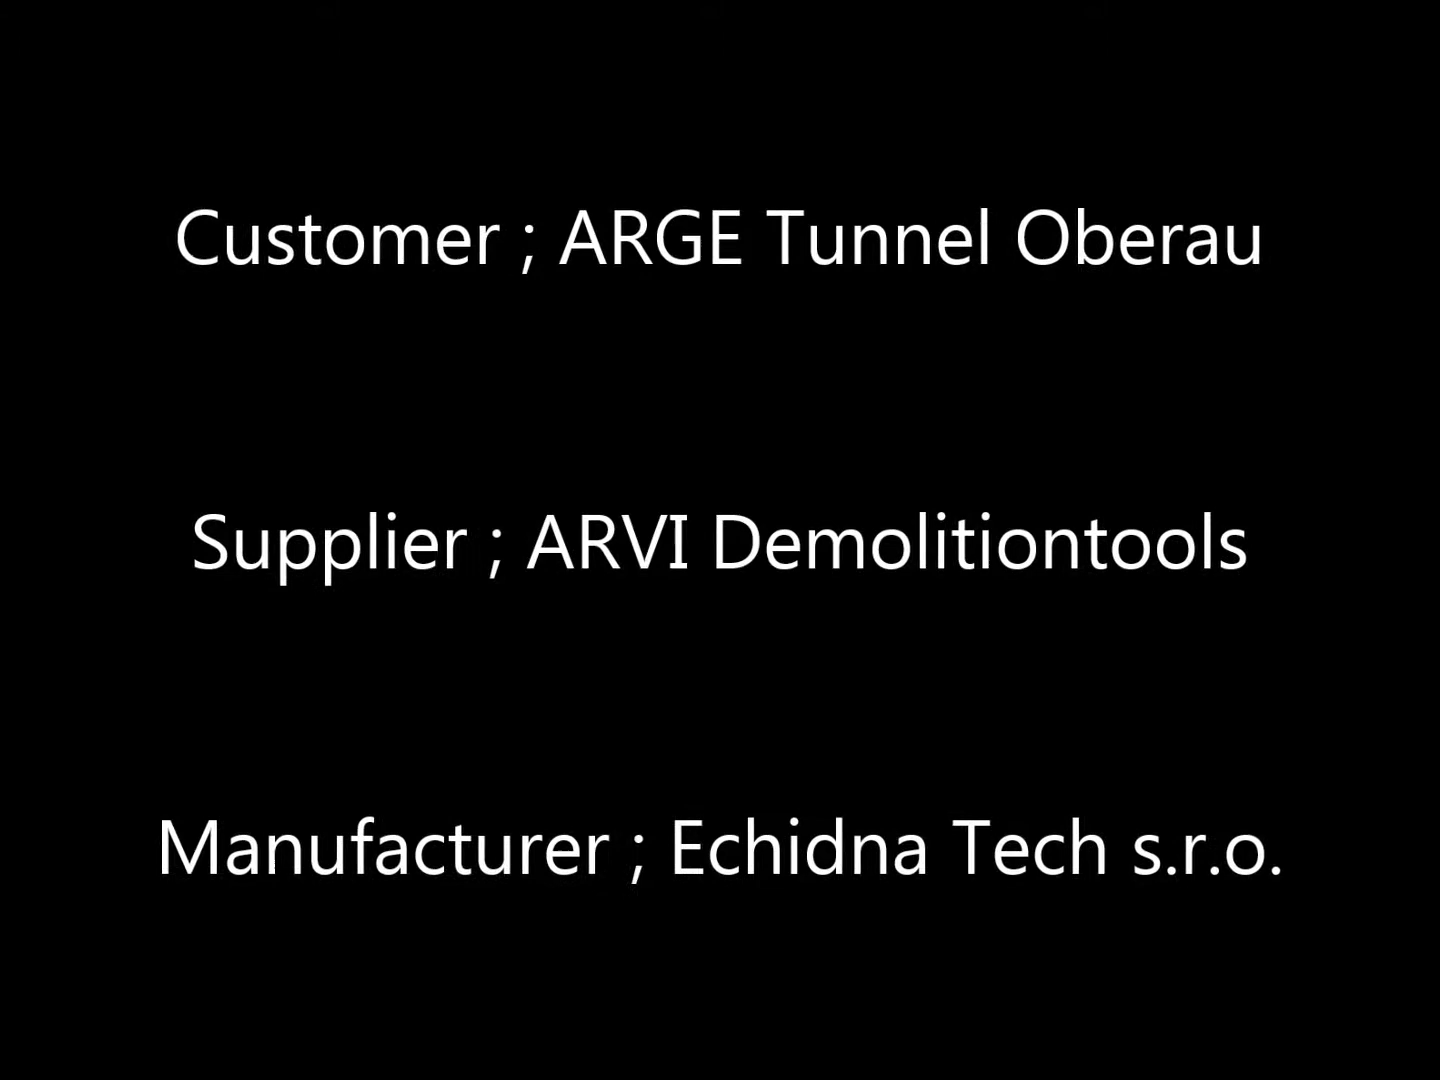 Customer ; ARGE Tunnel Oberau
Supplier ; ARVI Demolitiontools
Manufacturer ; Echidna Tech s.r.o.